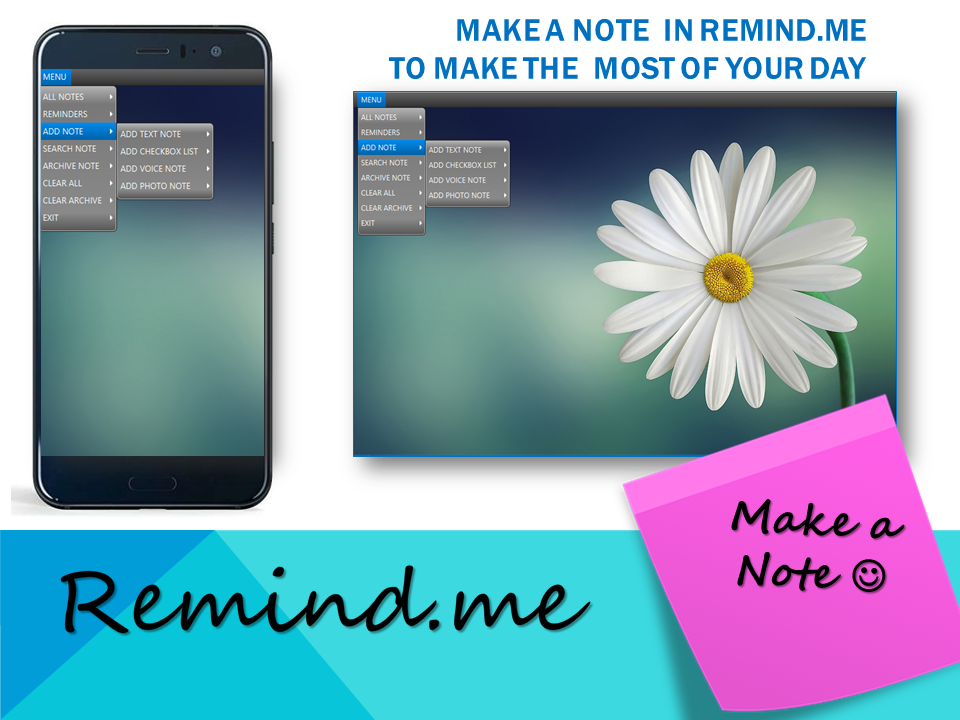 MAKE A NOTE IN REMIND.ME
TO MAKE THE MOST OF YOUR DAY
MENU
ALL NOTES
REMINDERS
ADD NOTE
SEARCH NOTE
ARCHIVE NOTE
CLEAR ALL
CLEAR ARCHIVE
EXIT
ADD TEXT NOTE
ADD CHECKBOX LIST
ADD VOICE NOTE
ADD PHOTO NOTE
MENU
ALL NOTES
REMINDERS
ADD NOTE
SEARCH NOTE
ARCHIVE NOTE
CLEAR ALL
CLEAR ARCHIVE
EXIT
ADD TEXT NOTE
ADD CHECKBOX LIST
ADD VOICE NOTE
ADD PHOTO NOTE
Make a
Note ☺
Remind.me